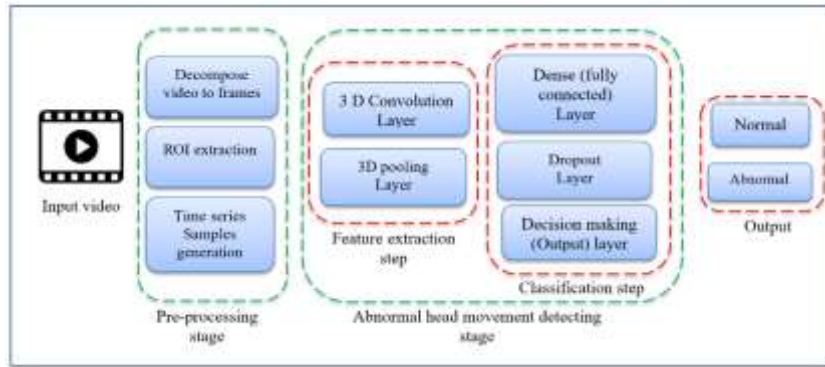 Input video
Decompose
video to frames
ROI extraction
Time series
Samples
generation
Pre-processing
stage
3 D Convolution
Layer
3D pooling
Layer
Feature extraction
step
Dense (fully
connected)
Layer
Dropout
Layer
Decision making
(Output) layer
Classification step
Abnormal head movement detecting
stage
Normal
Abnormal
Output